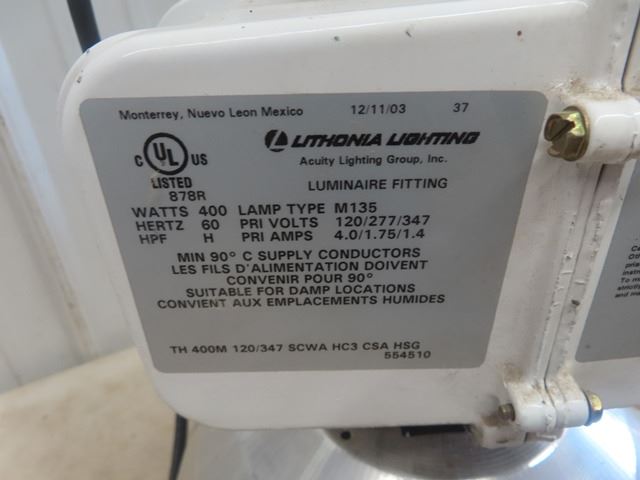 Monterrey, Nuevo Leon Mexico 12/11/03 37
C UL US LITHONIA LIGHTING
LISTED Acuity Lighting Group, Inc.
878R LUMINAIRE FITTING
WATTS 400 LAMP TYPE M135
HERTZ 60 PRI VOLTS 120/277/347
HPF H PRI AMPS 4.0/1.75/1.4
MIN 90° C SUPPLY CONDUCTORS
LES FILS D'ALIMENTATION DOIVENT
CONVENIR POUR 90°
SUITABLE FOR DAMP LOCATIONS
CONVIENT AUX EMPLACEMENTS HUMIDES
TH 400M 120/347 SCWA HC3 CSA HSG
554510